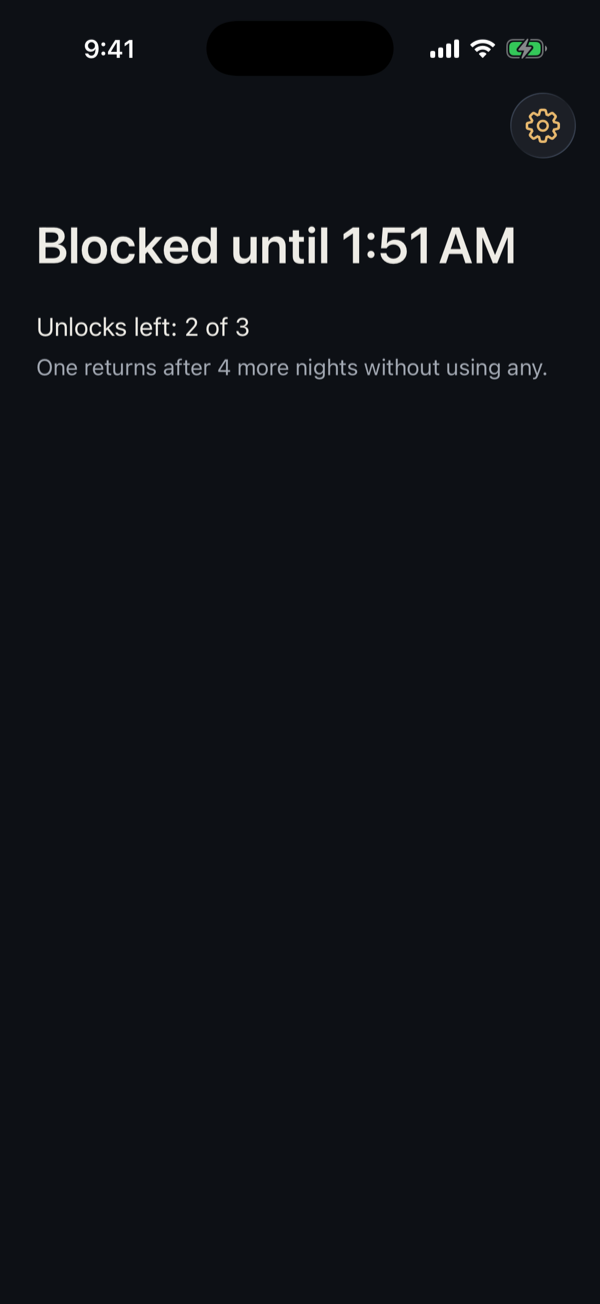 9:41
Blocked until 1:51 AM
Unlocks left: 2 of 3
One returns after 4 more nights without using any.